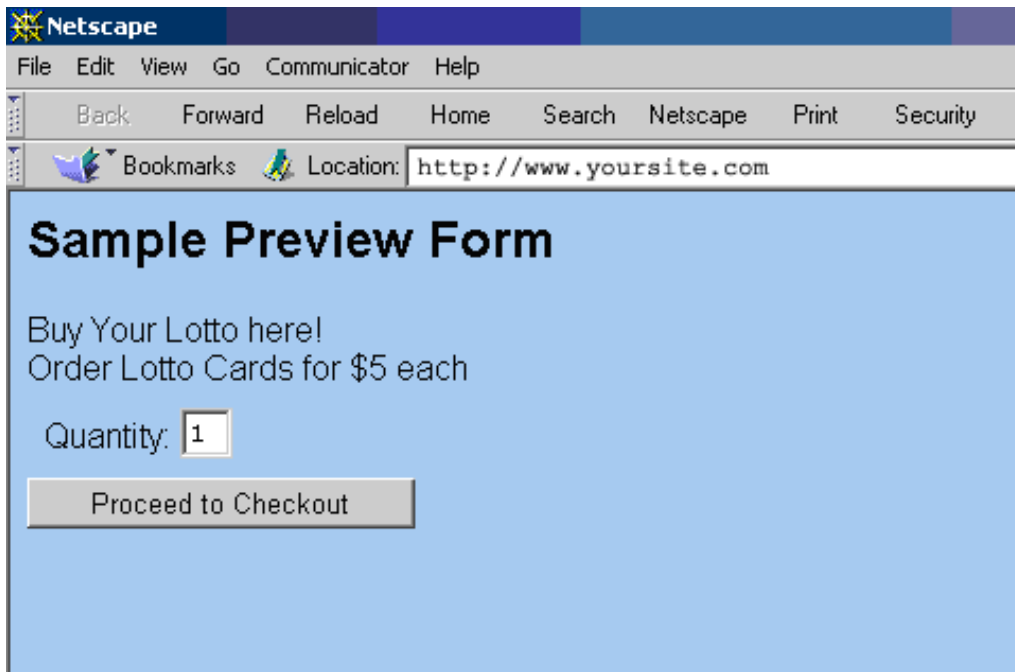 Netscape
File Edit View Go Communicator Help
Back Forward Reload Home Search Netscape Print Security
Bookmarks Location: http://www.yoursite.com
Sample Preview Form
Buy Your Lotto here!
Order Lotto Cards for $5 each
Quantity: 1
Proceed to Checkout